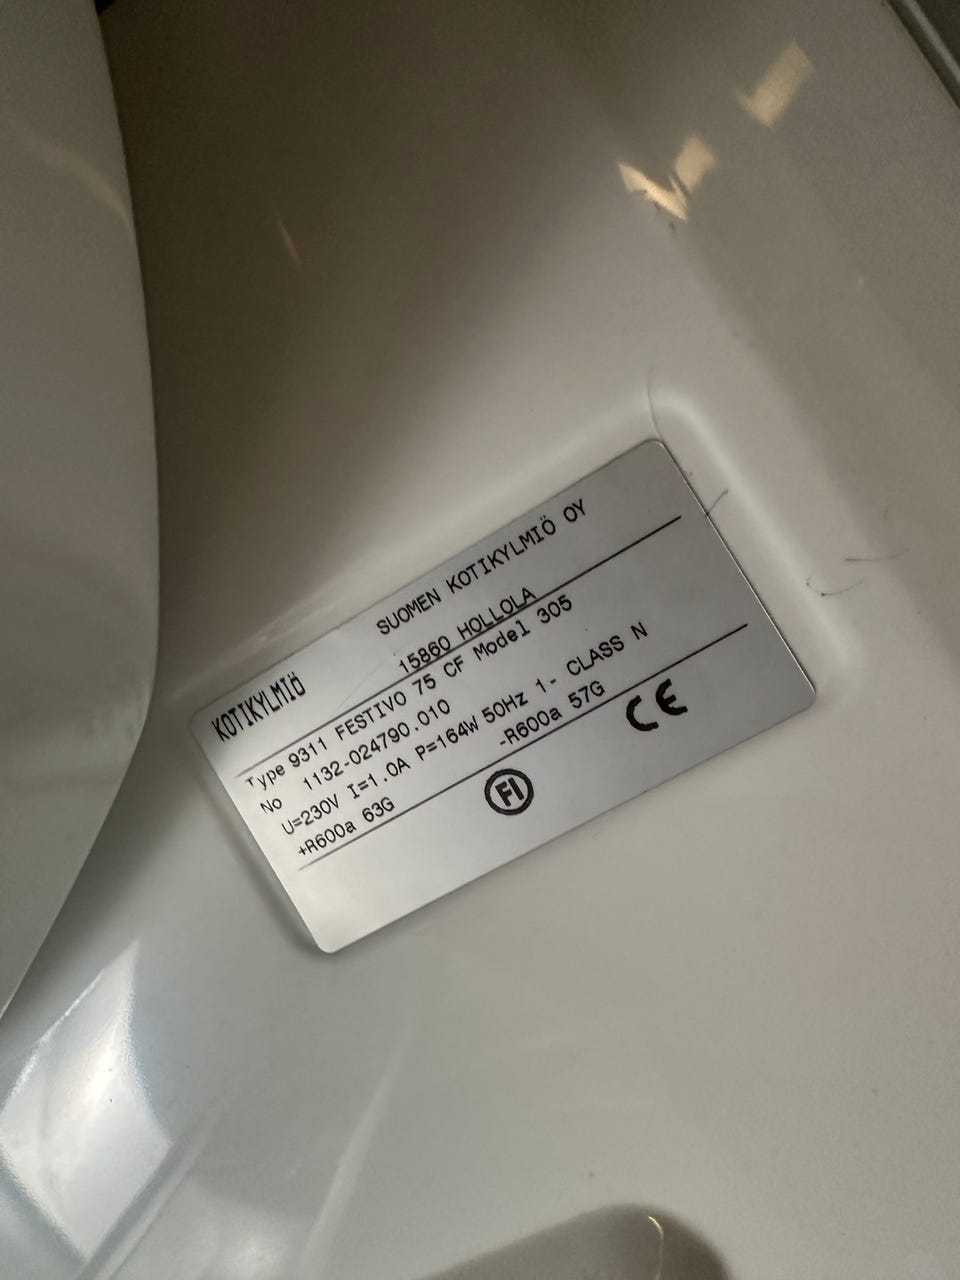 KOTIKYLMIÖ
SUOMEN KOTIKYLMIÖ OY
15860 HOLLOLA
Type 9311 FESTIVO 75 CF Model 305
No 1132-024790.010
U=230V I=1.0A P=164W 50Hz 1- CLASS N
+R600a 63G -R600a 57G
FI CE